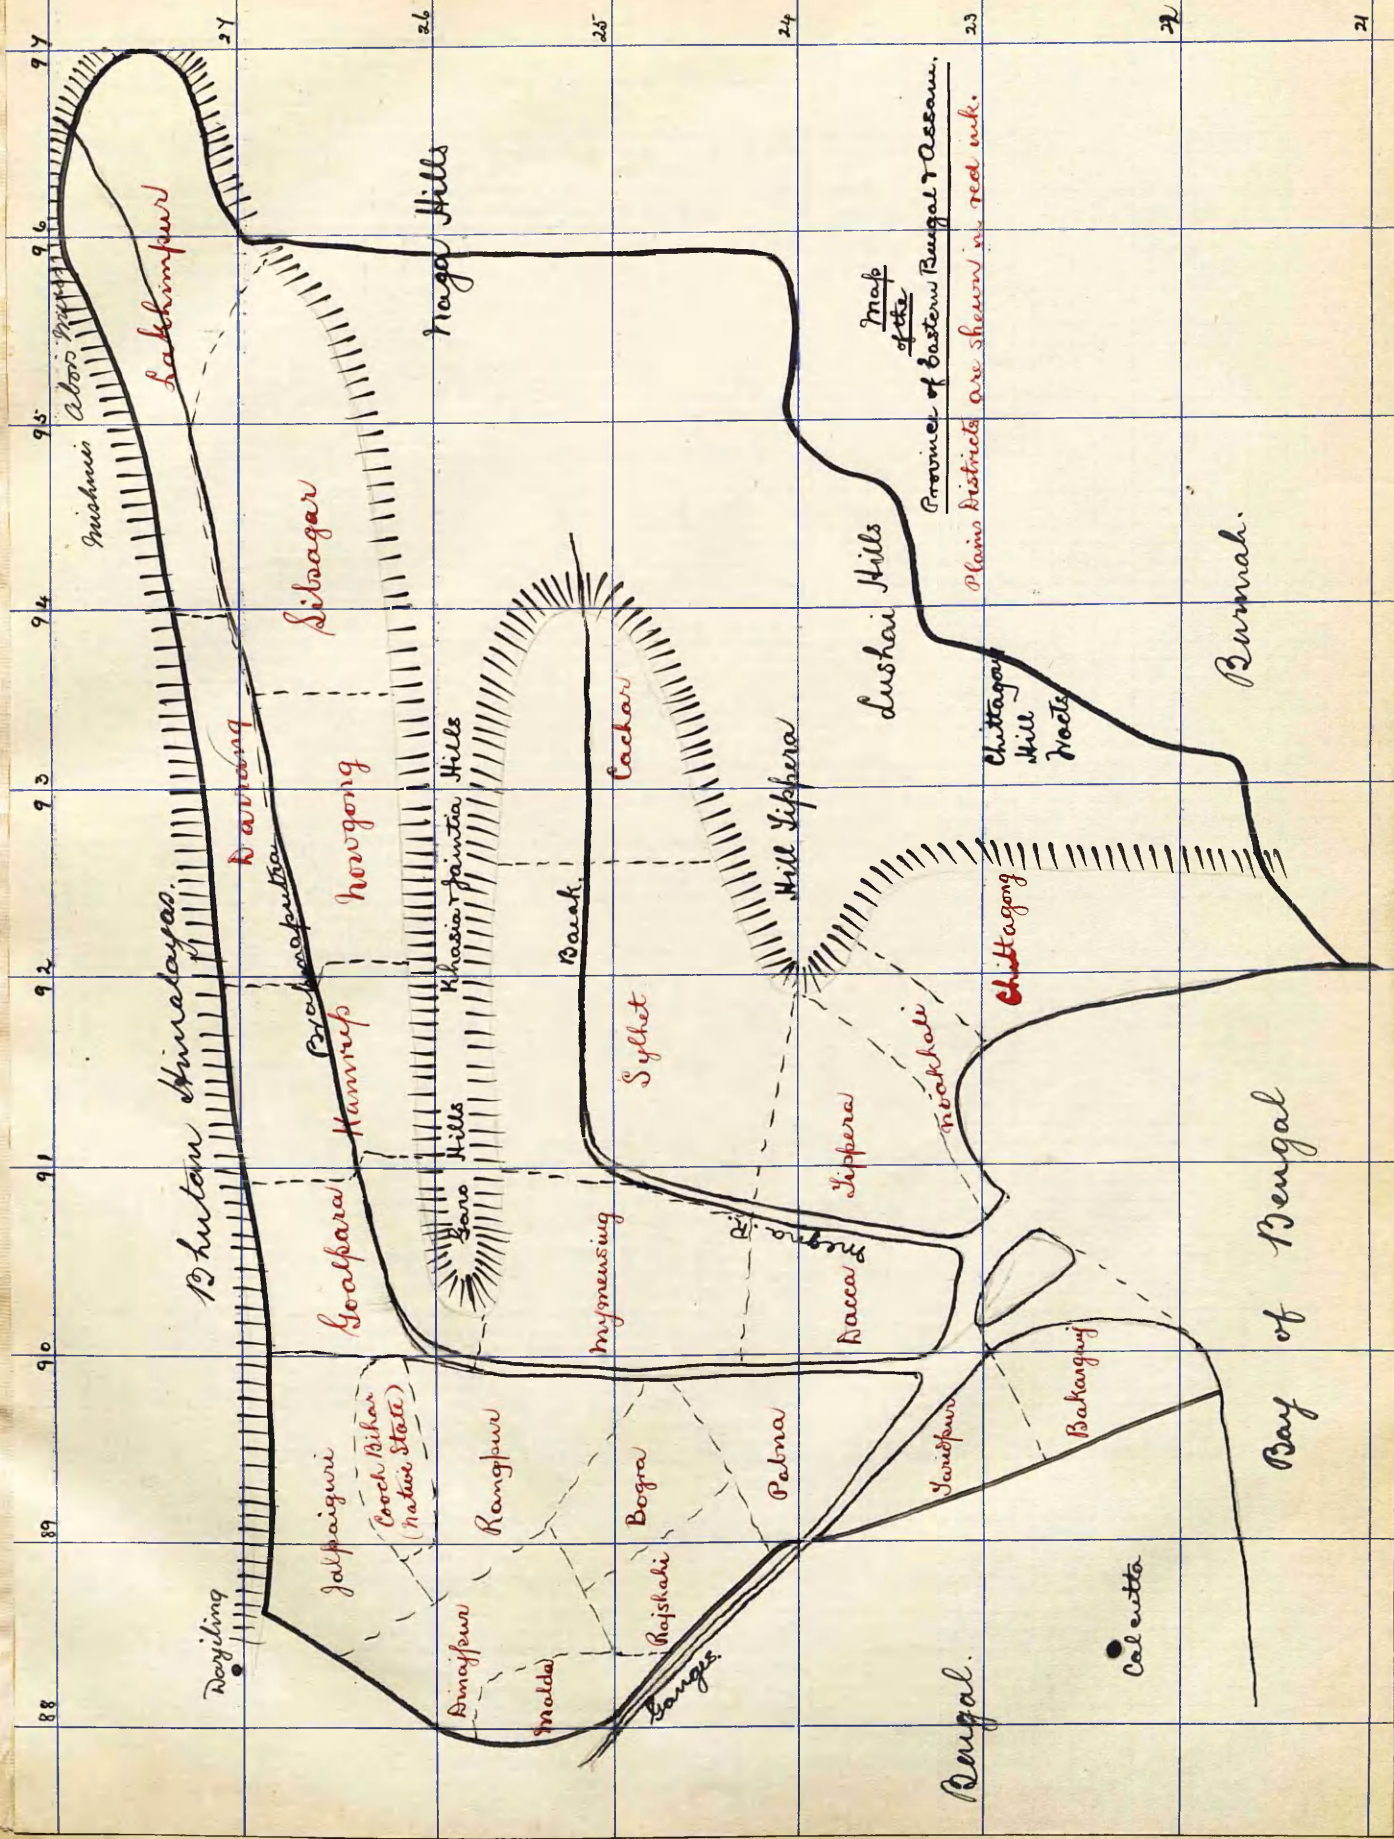 Map
of the
Province of Eastern Bengal & Assam.
Plains Districts are shewn in red ink.
88
89
90
91
92
93
94
95
96
97
27
26
25
24
23
22
21
Darjiling
Bhutan Himalayas.
Mishmis
Abors
Lakhimpur
Jalpaiguri
Cooch Bihar
(Native State)
Goalpara
Kamrup
Brahmaputra
Darrang
Nowgong
Sibsagar
Naga Hills
Dinajpur
Rangpur
Garo
Hills
Khasia & Jaintia Hills
Malda
Rajshahi
Bogra
Mymensing
Sylhet
Barak.
Cachar
Ganges.
Pabna
Dacca
Megna
R.
Tippera
Hill Tippera
Lushai Hills
Faridpur
Bakarganj
Noakhali
Chittagong
Chittagong
Hill
Tracts
Bengal.
Calcutta
Bay of Bengal
Burmah.